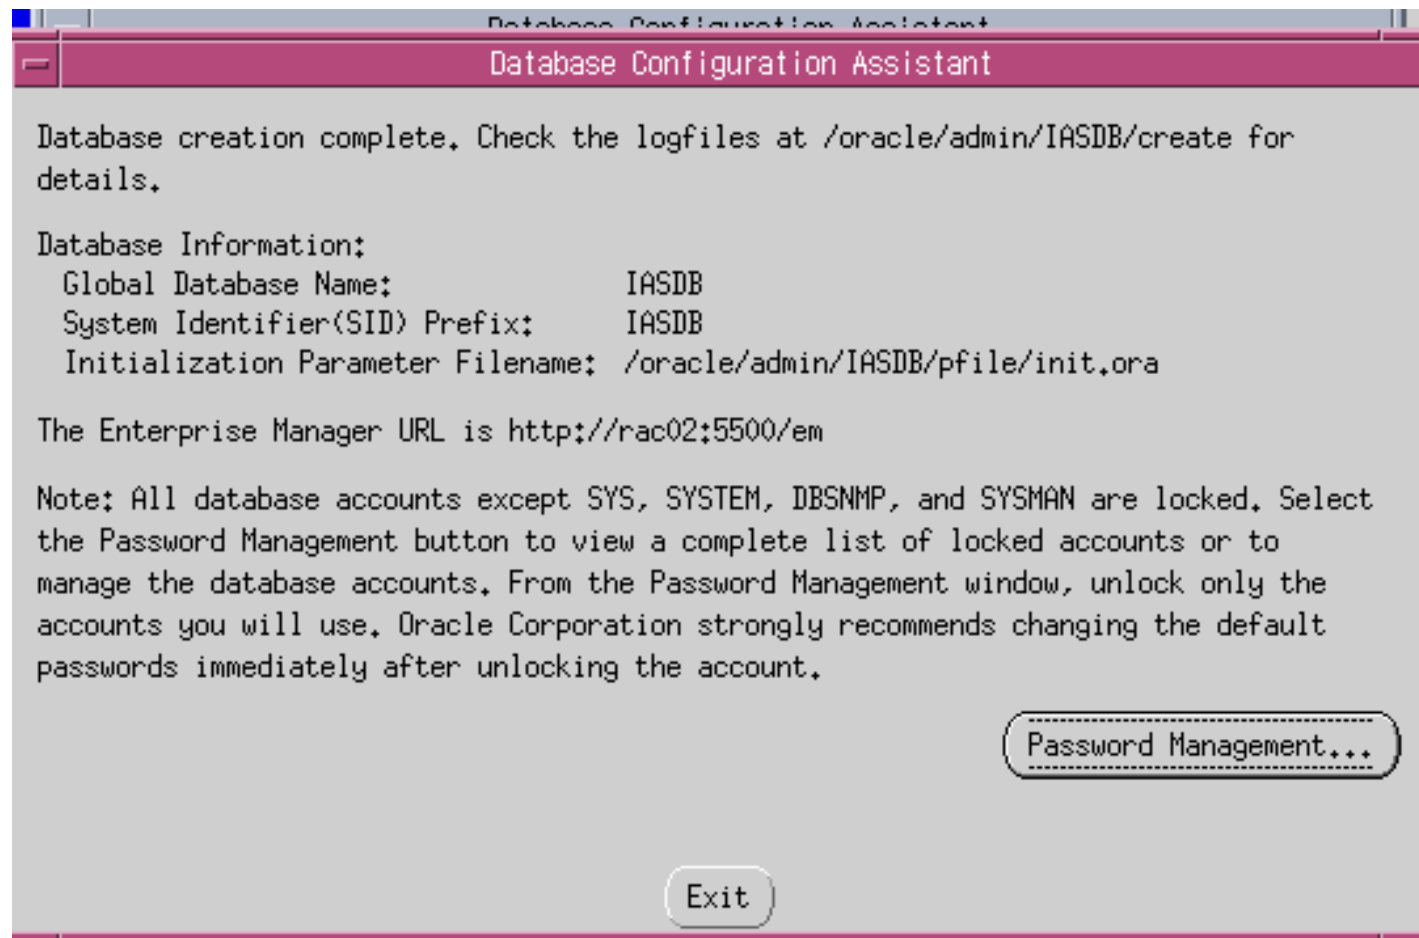 Database Configuration Assistant
Database Configuration Assistant
Database creation complete. Check the logfiles at /oracle/admin/IASDB/create for
details.
Database Information:
Global Database Name: IASDB
System Identifier(SID) Prefix: IASDB
Initialization Parameter Filename: /oracle/admin/IASDB/pfile/init.ora
The Enterprise Manager URL is http://rac02:5500/em
Note: All database accounts except SYS, SYSTEM, DBSNMP, and SYSMAN are locked. Select
the Password Management button to view a complete list of locked accounts or to
manage the database accounts. From the Password Management window, unlock only the
accounts you will use. Oracle Corporation strongly recommends changing the default
passwords immediately after unlocking the account.
Password Management...
Exit